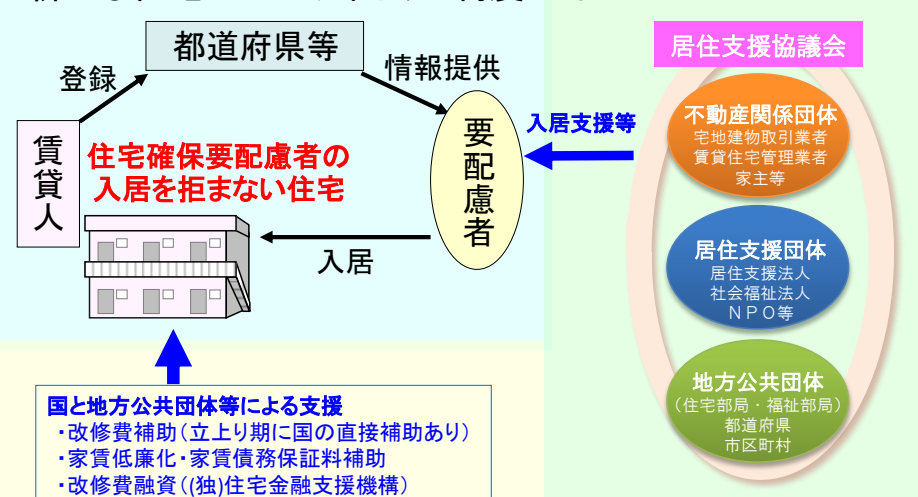 都道府県等
登録
情報提供
賃貸人
住宅確保要配慮者の
入居を拒まない住宅
要配慮者
入居
入居支援等
居住支援協議会
不動産関係団体
宅地建物取引業者
賃貸住宅管理業者
家主等
居住支援団体
居住支援法人
社会福祉法人
ＮＰＯ等
地方公共団体
（住宅部局・福祉部局）
都道府県
市区町村
国と地方公共団体等による支援
・改修費補助（立上り期に国の直接補助あり）
・家賃低廉化・家賃債務保証料補助
・改修費融資（(独)住宅金融支援機構）